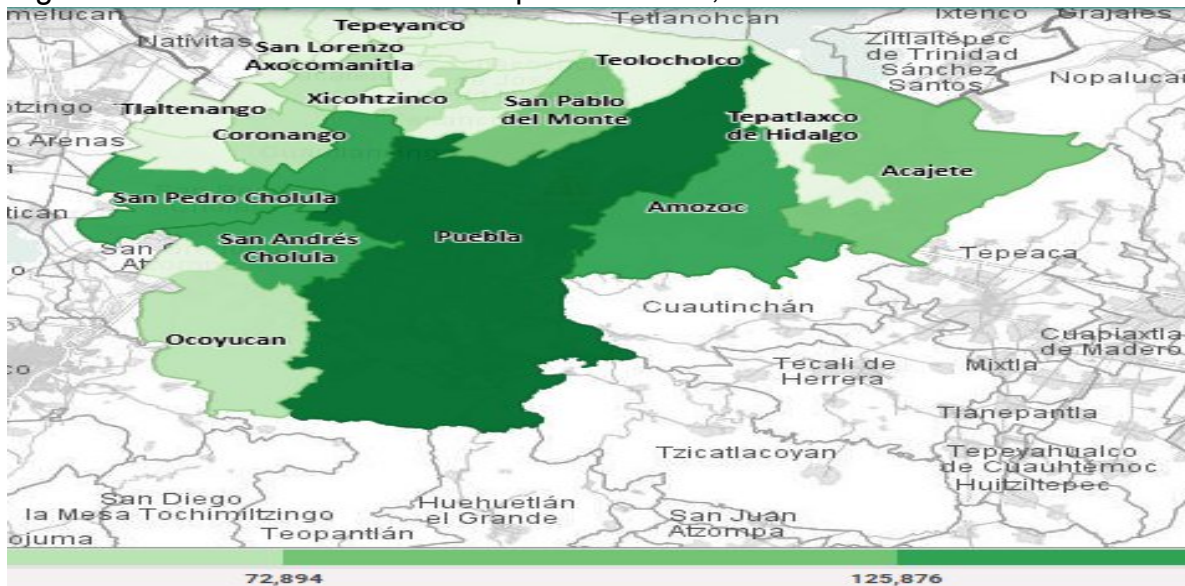 Tepeyanco
Tetlanohcan
Ixtenco
Grajales
Nativitas
San Lorenzo
Axocomanitla
Teolocholco
Ziltlaltépec
de Trinidad
Sánchez
Santos
Nopalucan
Tlaltenango
Xicohtzinco
San Pablo
del Monte
Tepatlaxco
de Hidalgo
Coronango
o Arenas
Acajete
San Pedro Cholula
Amozoc
San Andrés
Cholula
Puebla
Tepeaca
Cuautinchán
Ocoyucan
Cuapiaxtla
de Madero
Tecali de
Herrera
Mixtla
Tlanepantla
Tzicatlacoyan
Tepeyahualco
de Cuauhtémoc
Huitziltepec
San Diego
la Mesa Tochimiltzingo
Huehuetlán
el Grande
San Juan
Atzompa
Teopantlán
ojuma
72,894
125,876